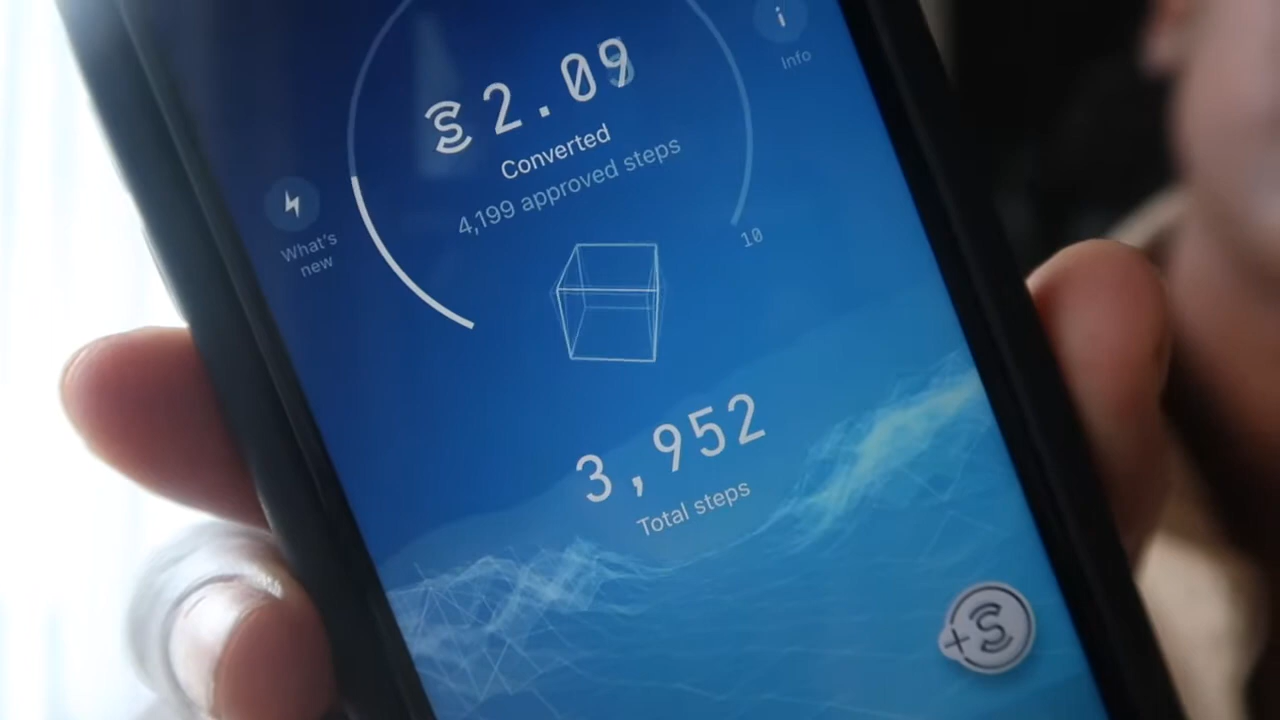 i
Info
2.09
Converted
4,199 approved steps
What's
new
10
3,952
Total steps
+S